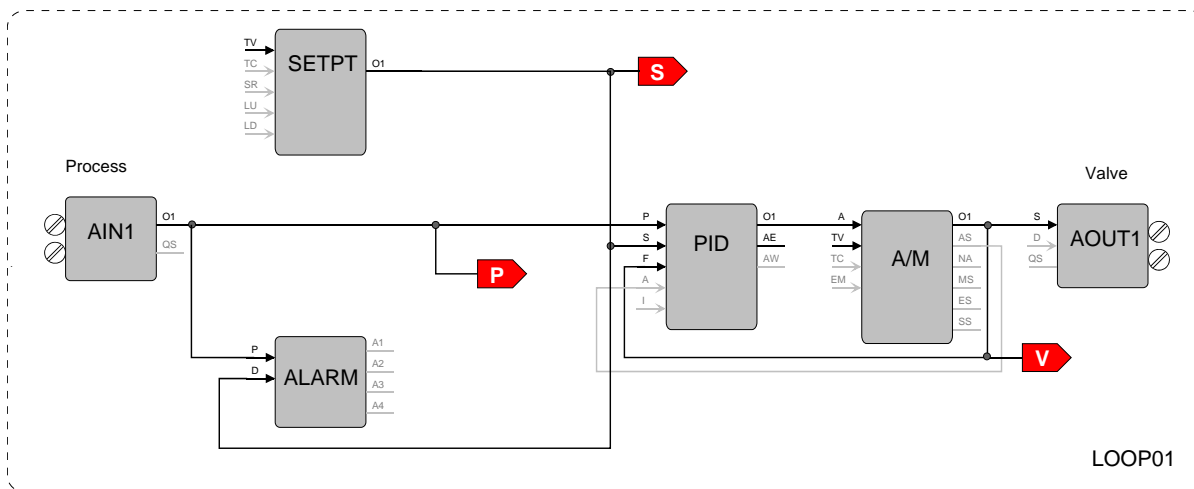 TV
TC
SR
LU
LD
SETPT
O1
S
Process
AIN1
O1
QS
P
P
D
ALARM
A1
A2
A3
A4
P
S
F
A
I
PID
O1
AE
AW
A
TV
TC
EM
A/M
O1
AS
NA
MS
ES
SS
V
Valve
S
D
QS
AOUT1
LOOP01